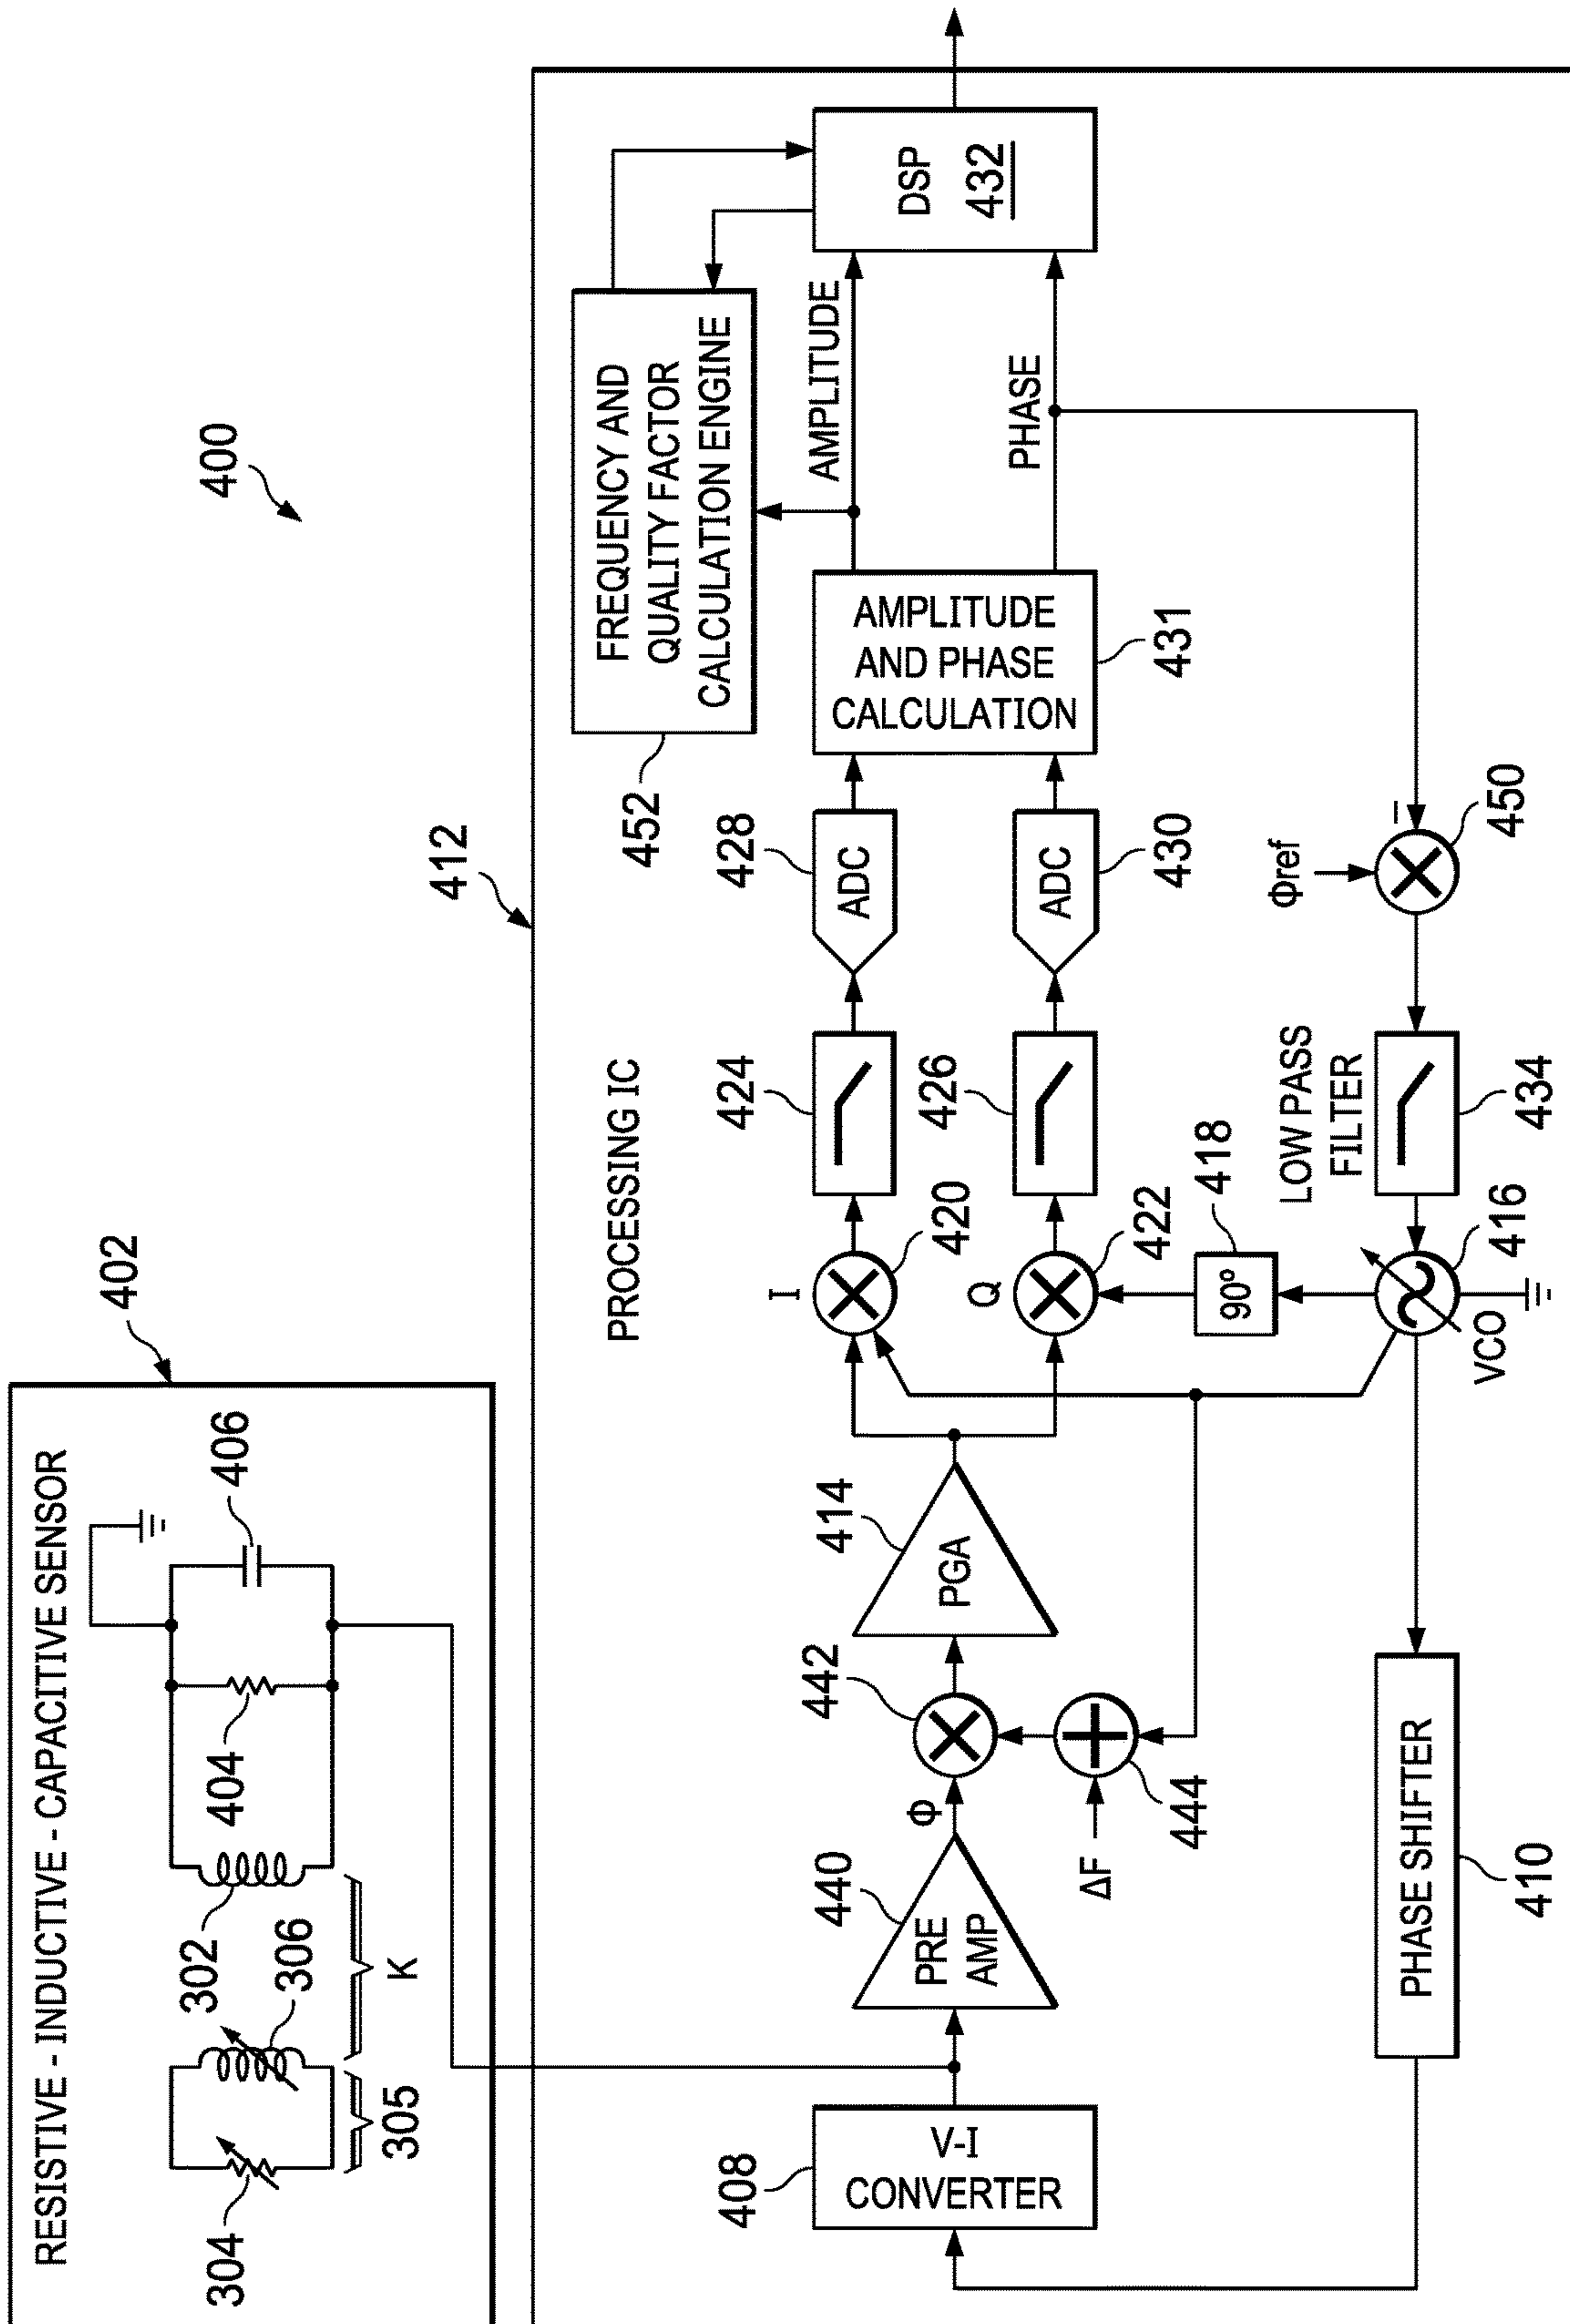 400
402
RESISTIVE - INDUCTIVE - CAPACITIVE SENSOR
304
305
306
302
K
404
406
412
PROCESSING IC
408
V-I
CONVERTER
440
PRE
AMP
Φ
442
ΔF
444
414
PGA
I
420
Q
422
424
426
428
ADC
430
ADC
AMPLITUDE
AND PHASE
CALCULATION
431
452
FREQUENCY AND
QUALITY FACTOR
CALCULATION ENGINE
AMPLITUDE
PHASE
DSP
432
410
PHASE SHIFTER
VCO
416
90°
418
LOW PASS
FILTER
434
Φref
–
450